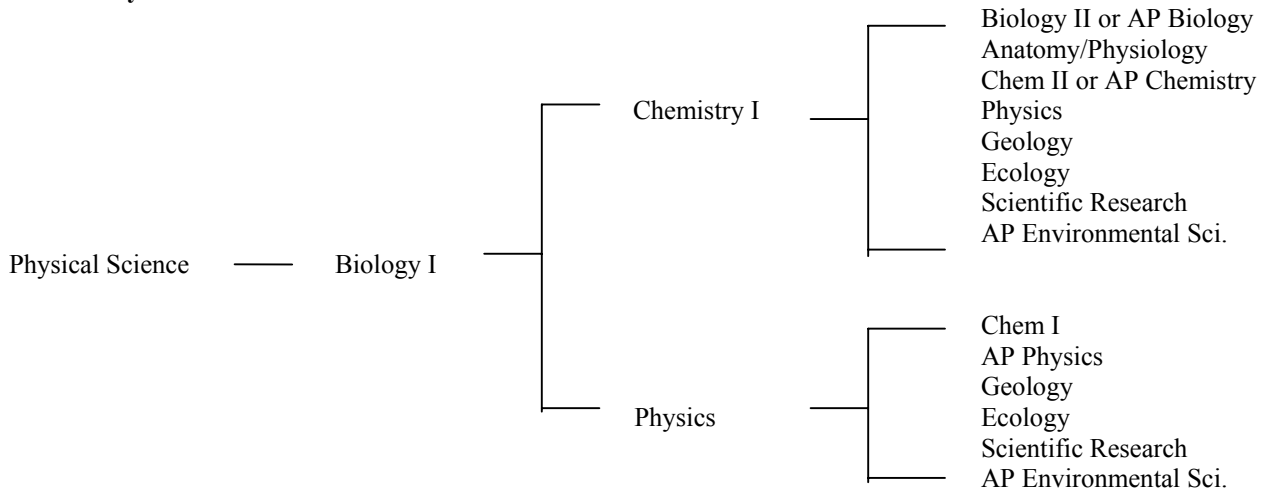 Physical Science
Biology I
Chemistry I
Biology II or AP Biology
Anatomy/Physiology
Chem II or AP Chemistry
Physics
Geology
Ecology
Scientific Research
AP Environmental Sci.
Physics
Chem I
AP Physics
Geology
Ecology
Scientific Research
AP Environmental Sci.